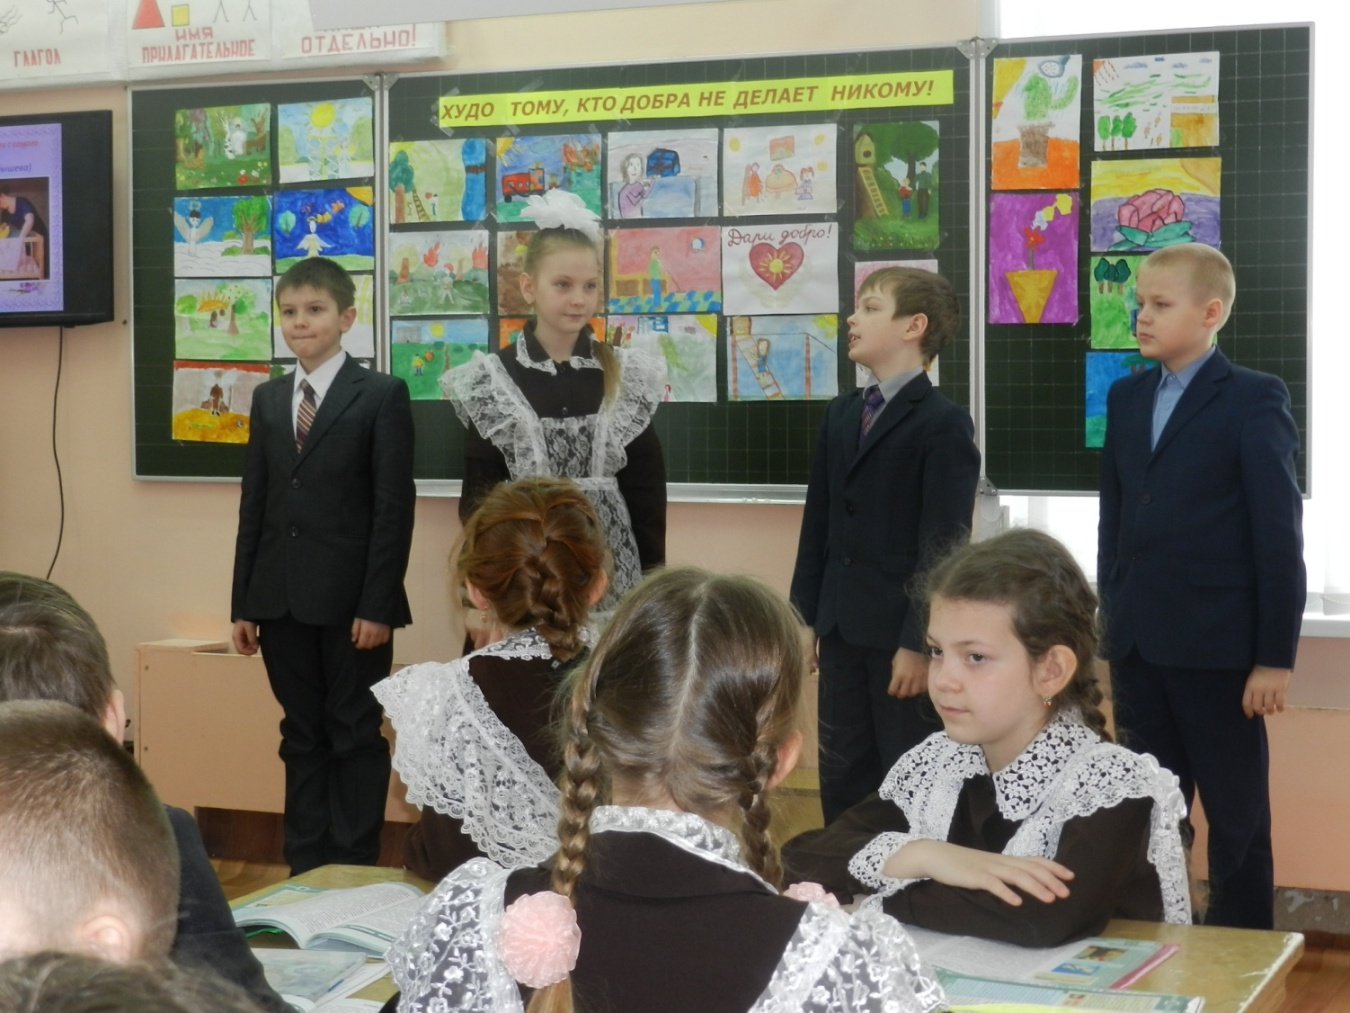 ГЛАГОЛ
ИМЯ
ПРИЛАГАТЕЛЬНОЕ
ОТДЕЛЬНО!
ХУДО ТОМУ, КТО ДОБРА НЕ ДЕЛАЕТ НИКОМУ!
Дари добро!